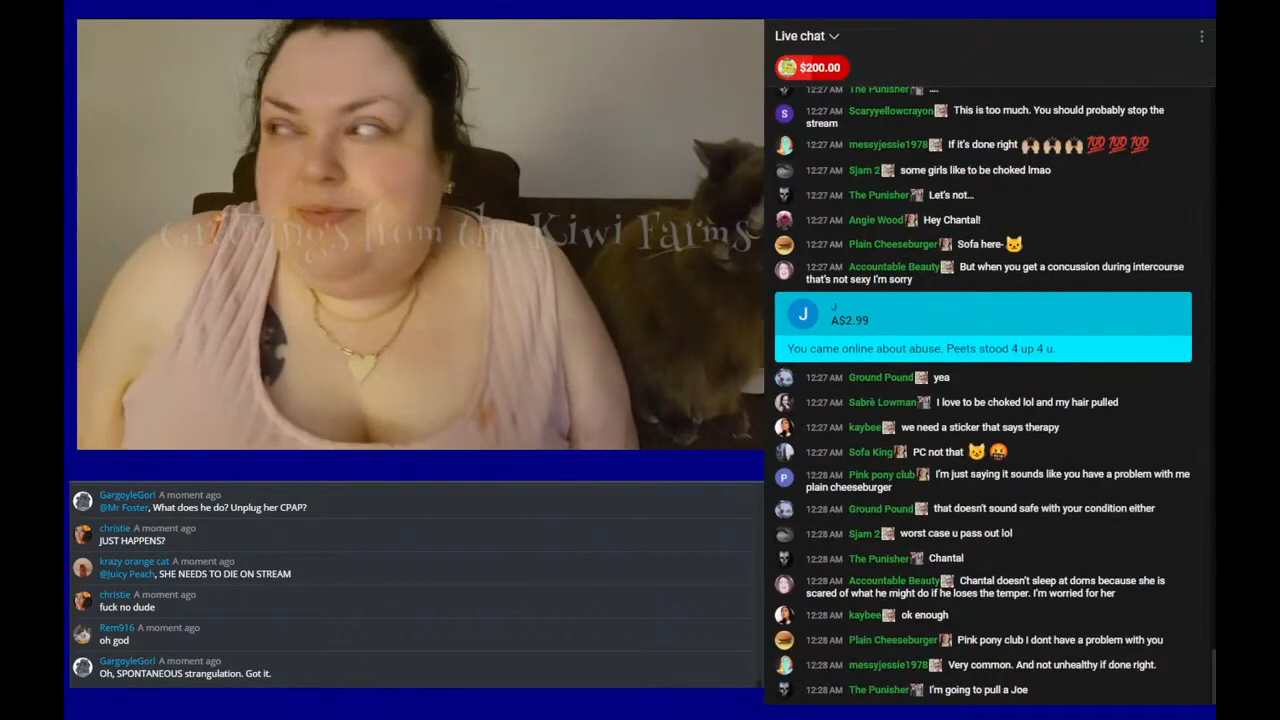 Greetings from the Kiwi Farms
GargoyleGorl A moment ago
@Mr Foster, What does he do? Unplug her CPAP?
christie A moment ago
JUST HAPPENS?
krazy orange cat A moment ago
@Juicy Peach, SHE NEEDS TO DIE ON STREAM
christie A moment ago
fuck no dude
Rem916 A moment ago
oh god
GargoyleGorl A moment ago
Oh, SPONTANEOUS strangulation. Got it.
Live chat
$200.00
12:27 AM The Punisher ....
S
12:27 AM Scaryyellowcrayon This is too much. You should probably stop the
stream
12:27 AM messyjessie1978 If it's done right 🙌🏼 🙌🏼 🙌🏼 💯 💯 💯
12:27 AM Sjam 2 some girls like to be choked lmao
12:27 AM The Punisher Let's not...
12:27 AM Angie Wood Hey Chantal!
12:27 AM Plain Cheeseburger Sofa here- 😺
12:27 AM Accountable Beauty But when you get a concussion during intercourse
that's not sexy I'm sorry
J
J
A$2.99
You came online about abuse. Peets stood 4 up 4 u.
12:27 AM Ground Pound yea
12:27 AM Sabrè Lowman I love to be choked lol and my hair pulled
12:27 AM kaybee we need a sticker that says therapy
12:27 AM Sofa King PC not that 😼 🤬
P
12:28 AM Pink pony club I'm just saying it sounds like you have a problem with me
plain cheeseburger
12:28 AM Ground Pound that doesn't sound safe with your condition either
12:28 AM Sjam 2 worst case u pass out lol
12:28 AM The Punisher Chantal
12:28 AM Accountable Beauty Chantal doesn't sleep at doms because she is
scared of what he might do if he loses the temper. I'm worried for her
12:28 AM kaybee ok enough
12:28 AM Plain Cheeseburger Pink pony club I dont have a problem with you
12:28 AM messyjessie1978 Very common. And not unhealthy if done right.
12:28 AM The Punisher I'm going to pull a Joe